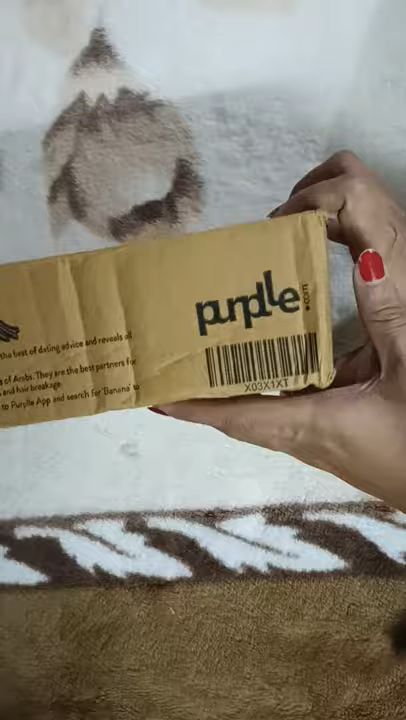 the best of dating advice and reveals all
s of Arabs. They are the best partners for
s and hair breakage.
to Purplle App and search for 'Banana' to
purplle.com
X03X1XT